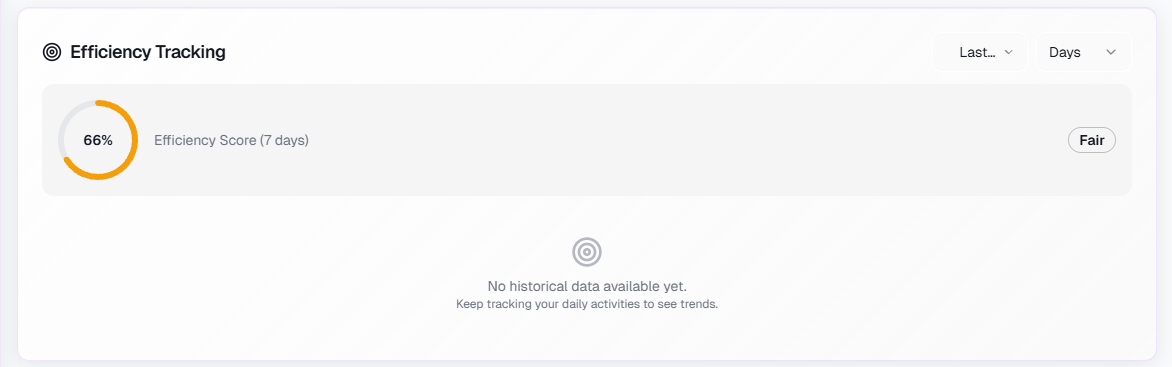 Efficiency Tracking
Last...
Days
66%
Efficiency Score (7 days)
Fair
No historical data available yet.
Keep tracking your daily activities to see trends.